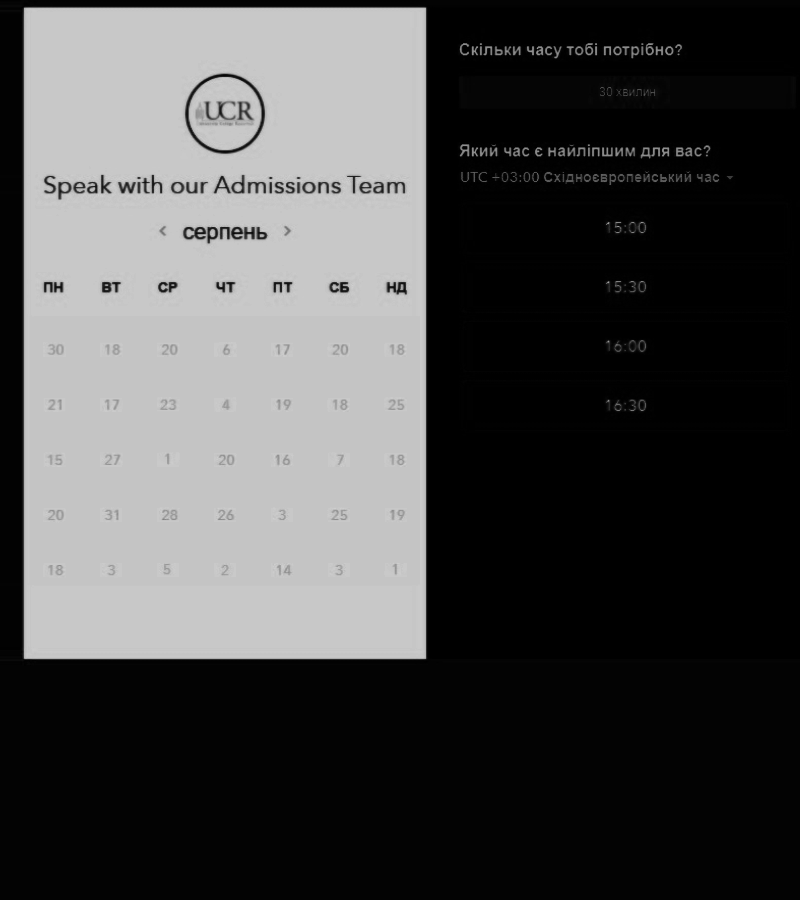 UCR
Speak with our Admissions Team
серпень
ПН ВТ СР ЧТ ПТ СБ НД
30 18 20 6 17 20 18
21 17 23 4 19 18 25
15 27 1 20 16 7 18
20 31 28 26 3 25 19
18 3 5 2 14 3 1
Скільки часу тобі потрібно?
30 хвилин
Який час є найліпшим для вас?
UTC +03:00 Східноєвропейський час
15:00
15:30
16:00
16:30